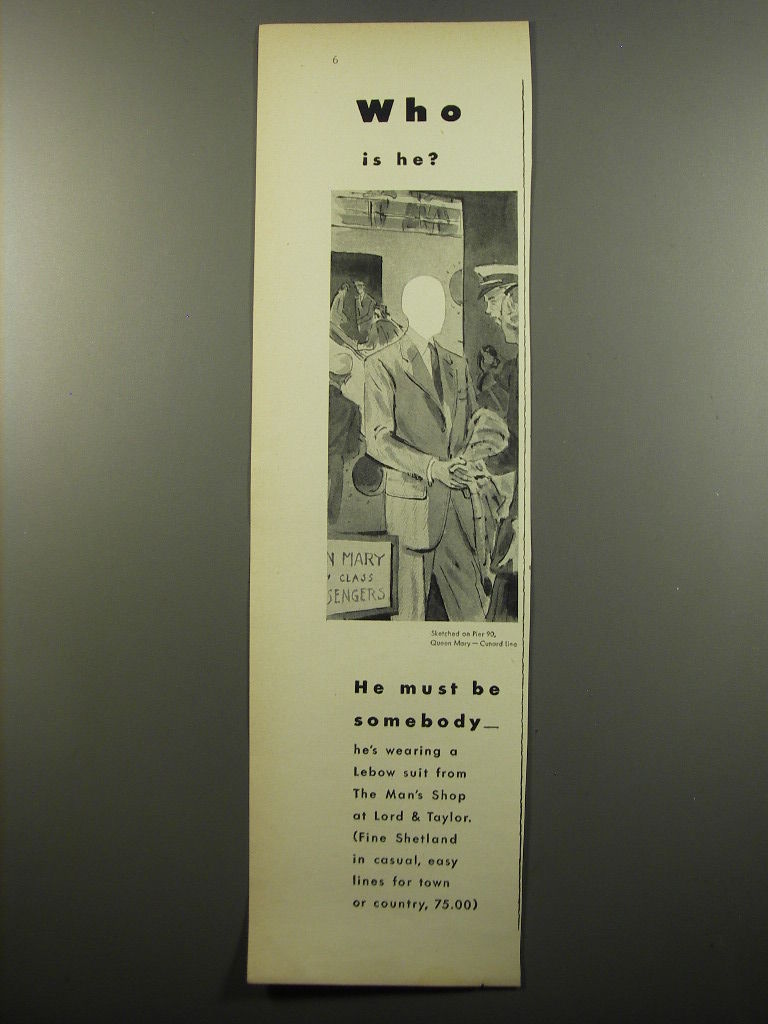 6
Who
is he?
N MARY
CLASS
SENGERS
Sketched on Pier 90,
Queen Mary — Cunard Line
He must be
somebody—
he's wearing a
Lebow suit from
The Man's Shop
at Lord & Taylor.
(Fine Shetland
in casual, easy
lines for town
or country, 75.00)